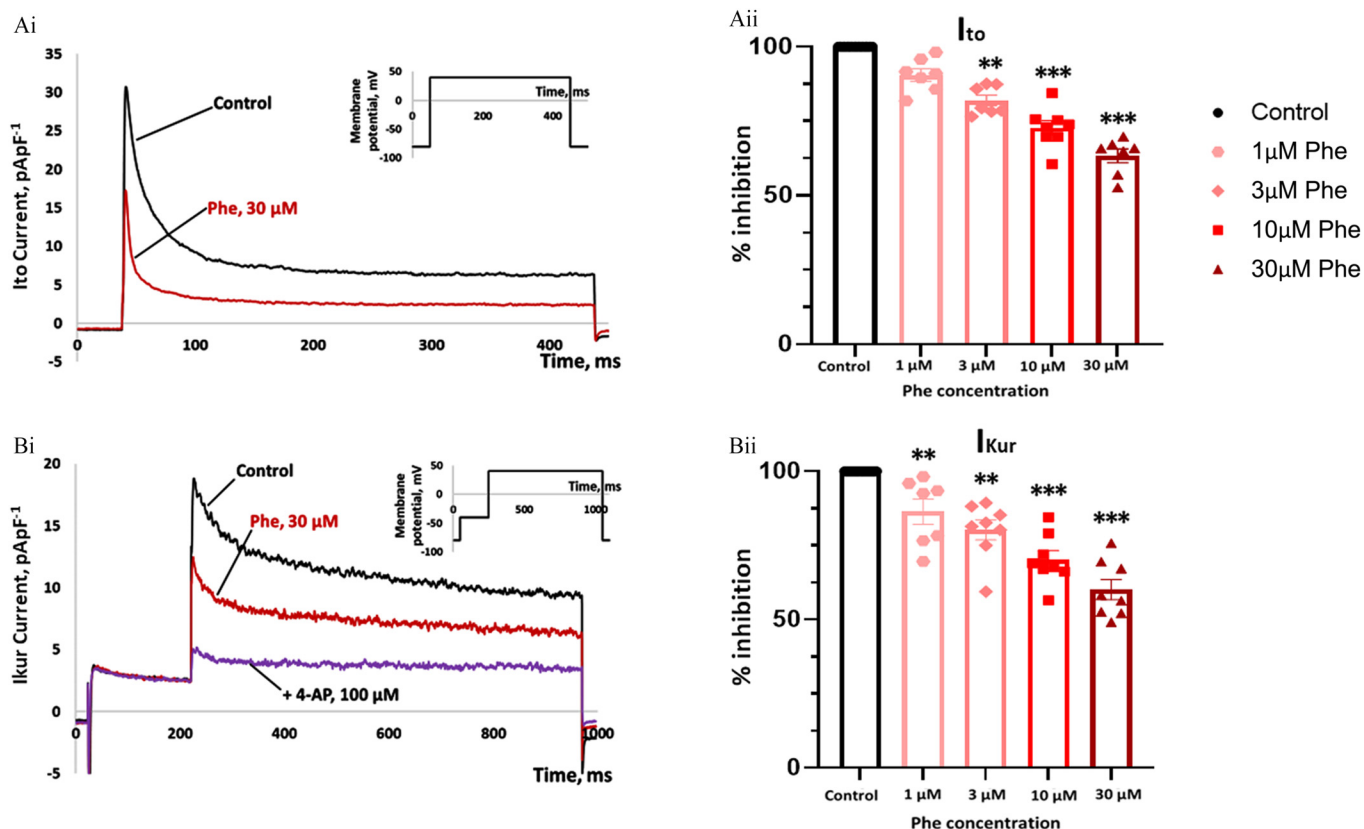 Ai
35
30
25
20
15
10
5
0
-5
Ito Current, pApF-1
Control
Phe, 30 µM
0
100
200
300
400
Time, ms
Membrane
potential, mV
50
0
-50
-100
0
200
400
Time, ms
Aii
Ito
% inhibition
100
50
0
**
***
***
Control
1 µM
3 µM
10 µM
30 µM
Phe concentration
Control
1µM Phe
3µM Phe
10µM Phe
30µM Phe
Bi
20
15
10
5
0
-5
Ikur Current, pApF-1
Control
Phe, 30 µM
+ 4-AP, 100 µM
0
200
400
600
800
1000
Time, ms
Membrane
potential, mV
50
0
-50
-100
0
500
1000
Time, ms
Bii
IKur
% inhibition
100
50
0
**
**
***
***
Control
1 µM
3 µM
10 µM
30 µM
Phe concentration